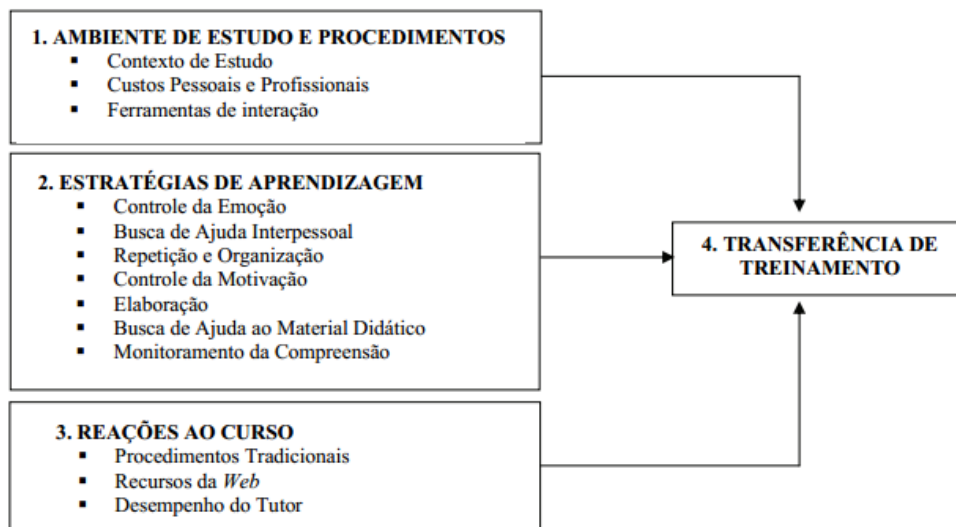 1. AMBIENTE DE ESTUDO E PROCEDIMENTOS
▪ Contexto de Estudo
▪ Custos Pessoais e Profissionais
▪ Ferramentas de interação
2. ESTRATÉGIAS DE APRENDIZAGEM
▪ Controle da Emoção
▪ Busca de Ajuda Interpessoal
▪ Repetição e Organização
▪ Controle da Motivação
▪ Elaboração
▪ Busca de Ajuda ao Material Didático
▪ Monitoramento da Compreensão
3. REAÇÕES AO CURSO
▪ Procedimentos Tradicionais
▪ Recursos da Web
▪ Desempenho do Tutor
4. TRANSFERÊNCIA DE
TREINAMENTO